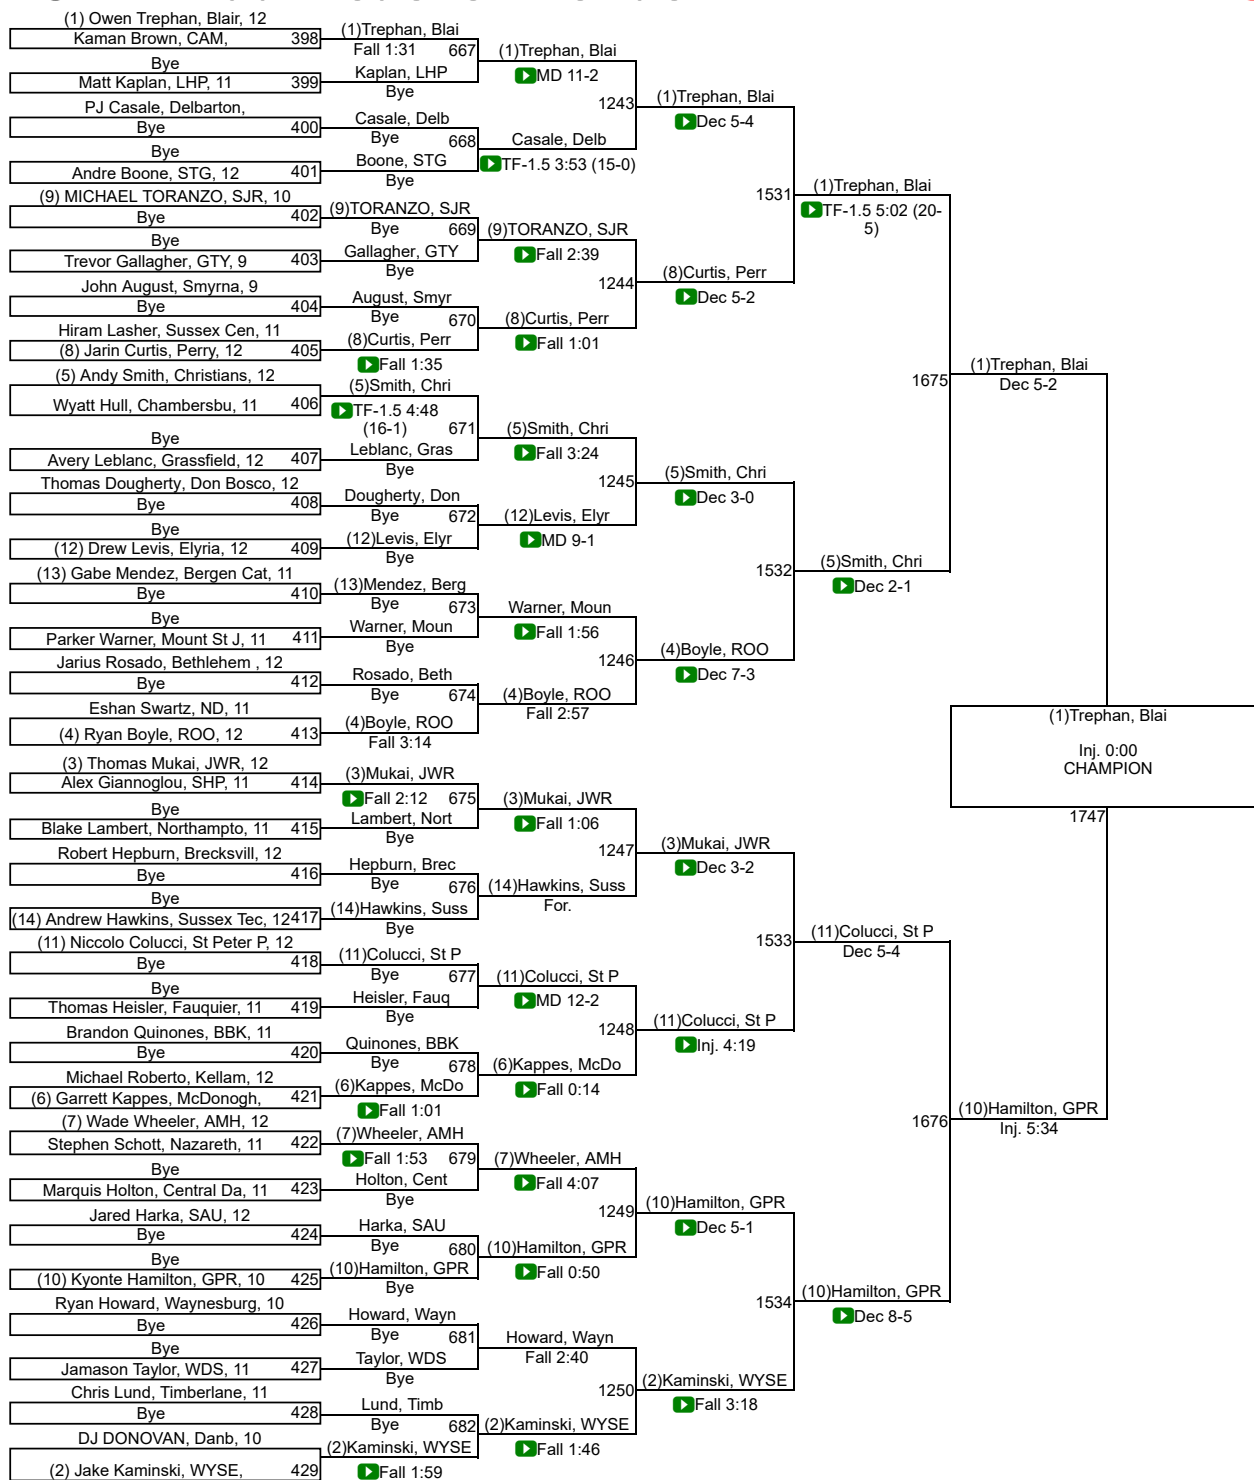 (1) Owen Trephan, Blair, 12
Kaman Brown, CAM,
398
Bye
Matt Kaplan, LHP, 11
399
PJ Casale, Delbarton,
Bye
400
Bye
Andre Boone, STG, 12
401
(9) MICHAEL TORANZO, SJR, 10
Bye
402
Bye
Trevor Gallagher, GTY, 9
403
John August, Smyrna, 9
Bye
404
Hiram Lasher, Sussex Cen, 11
(8) Jarin Curtis, Perry, 12
405
(5) Andy Smith, Christians, 12
Wyatt Hull, Chambersbu, 11
406
Bye
Avery Leblanc, Grassfield, 12
407
Thomas Dougherty, Don Bosco, 12
Bye
408
Bye
(12) Drew Levis, Elyria, 12
409
(13) Gabe Mendez, Bergen Cat, 11
Bye
410
Bye
Parker Warner, Mount St J, 11
411
Jarius Rosado, Bethlehem , 12
Bye
412
Eshan Swartz, ND, 11
(4) Ryan Boyle, ROO, 12
413
(3) Thomas Mukai, JWR, 12
Alex Giannoglou, SHP, 11
414
Bye
Blake Lambert, Northampto, 11
415
Robert Hepburn, Brecksvill, 12
Bye
416
Bye
(14) Andrew Hawkins, Sussex Tec, 12
417
(11) Niccolo Colucci, St Peter P, 12
Bye
418
Bye
Thomas Heisler, Fauquier, 11
419
Brandon Quinones, BBK, 11
Bye
420
Michael Roberto, Kellam, 12
(6) Garrett Kappes, McDonogh,
421
(7) Wade Wheeler, AMH, 12
Stephen Schott, Nazareth, 11
422
Bye
Marquis Holton, Central Da, 11
423
Jared Harka, SAU, 12
Bye
424
Bye
(10) Kyonte Hamilton, GPR, 10
425
Ryan Howard, Waynesburg, 10
Bye
426
Bye
Jamason Taylor, WDS, 11
427
Chris Lund, Timberlane, 11
Bye
428
DJ DONOVAN, Danb, 10
(2) Jake Kaminski, WYSE,
429
(1)Trephan, Blai
Fall 1:31
667
Kaplan, LHP
Bye
Casale, Delb
Bye
668
Boone, STG
Bye
(9)TORANZO, SJR
Bye
669
Gallagher, GTY
Bye
August, Smyr
Bye
670
(8)Curtis, Perr
Fall 1:35
(5)Smith, Chri
TF-1.5 4:48
(16-1)
671
Leblanc, Gras
Bye
Dougherty, Don
Bye
672
(12)Levis, Elyr
Bye
(13)Mendez, Berg
Bye
673
Warner, Moun
Bye
Rosado, Beth
Bye
674
(4)Boyle, ROO
Fall 3:14
(3)Mukai, JWR
Fall 2:12
675
Lambert, Nort
Bye
Hepburn, Brec
Bye
676
(14)Hawkins, Suss
Bye
(11)Colucci, St P
Bye
677
Heisler, Fauq
Bye
Quinones, BBK
Bye
678
(6)Kappes, McDo
Fall 1:01
(7)Wheeler, AMH
Fall 1:53
679
Holton, Cent
Bye
Harka, SAU
Bye
680
(10)Hamilton, GPR
Bye
Howard, Wayn
Bye
681
Taylor, WDS
Bye
Lund, Timb
Bye
682
(2)Kaminski, WYSE
Fall 1:59
(1)Trephan, Blai
MD 11-2
1243
Casale, Delb
TF-1.5 3:53 (15-0)
(9)TORANZO, SJR
Fall 2:39
1244
(8)Curtis, Perr
Fall 1:01
(5)Smith, Chri
Fall 3:24
1245
(12)Levis, Elyr
MD 9-1
Warner, Moun
Fall 1:56
1246
(4)Boyle, ROO
Fall 2:57
(3)Mukai, JWR
Fall 1:06
1247
(14)Hawkins, Suss
For.
(11)Colucci, St P
MD 12-2
1248
(6)Kappes, McDo
Fall 0:14
(7)Wheeler, AMH
Fall 4:07
1249
(10)Hamilton, GPR
Fall 0:50
Howard, Wayn
Fall 2:40
1250
(2)Kaminski, WYSE
Fall 1:46
(1)Trephan, Blai
Dec 5-4
1531
(8)Curtis, Perr
Dec 5-2
(5)Smith, Chri
Dec 3-0
1532
(4)Boyle, ROO
Dec 7-3
(3)Mukai, JWR
Dec 3-2
1533
(11)Colucci, St P
Inj. 4:19
(10)Hamilton, GPR
Dec 5-1
1534
(2)Kaminski, WYSE
Fall 3:18
(1)Trephan, Blai
TF-1.5 5:02 (20-
5)
1675
(5)Smith, Chri
Dec 2-1
(11)Colucci, St P
Dec 5-4
1676
(10)Hamilton, GPR
Dec 8-5
(1)Trephan, Blai
Dec 5-2
(10)Hamilton, GPR
Inj. 5:34
(1)Trephan, Blai
Inj. 0:00
CHAMPION
1747